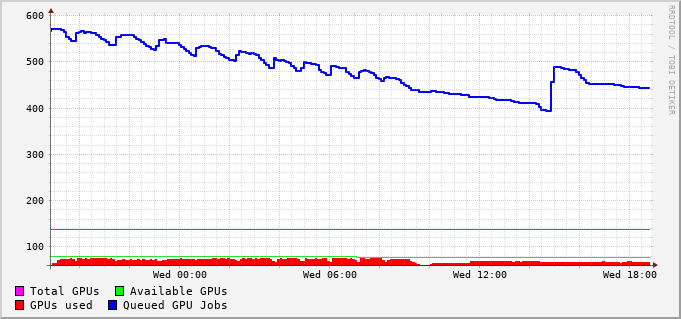 600
500
400
300
200
100
Wed 00:00 Wed 06:00 Wed 12:00 Wed 18:00
Total GPUs Available GPUs
GPUs used Queued GPU Jobs
RRDTOOL / TOBI OETIKER